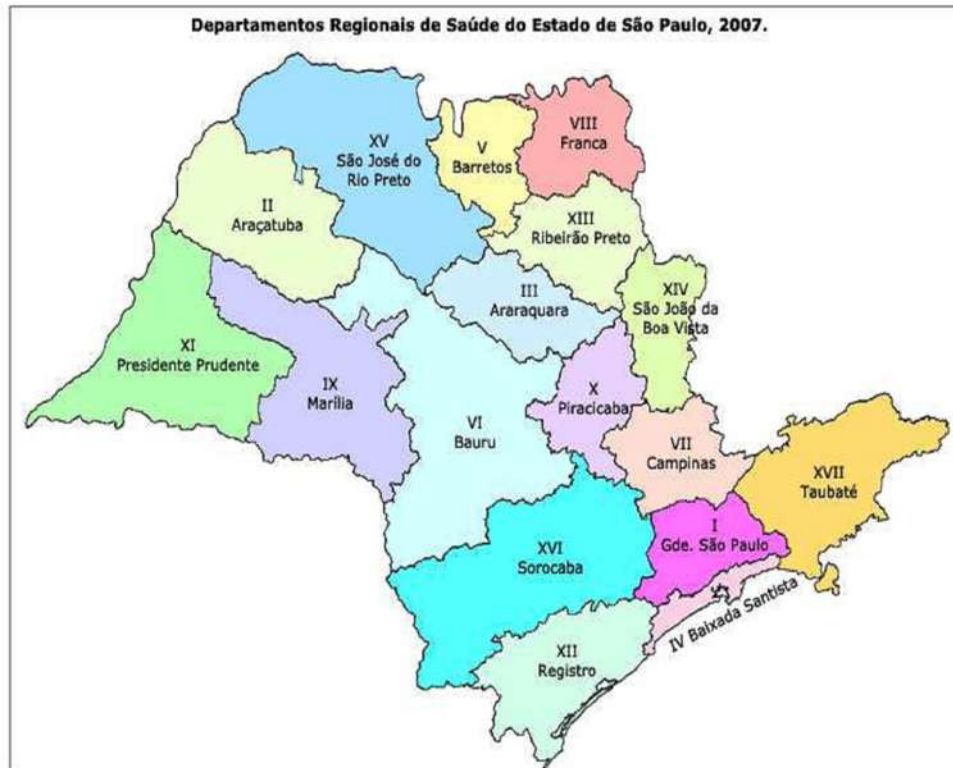 Departamentos Regionais de Saúde do Estado de São Paulo, 2007.
VIII
Franca
XV
São José do
Rio Preto
V
Barretos
II
Araçatuba
XIII
Ribeirão Preto
III
Araraquara
XIV
São João da
Boa Vista
XI
Presidente Prudente
IX
Marília
X
Piracicaba
VI
Bauru
VII
Campinas
XVII
Taubaté
I
Gde. São Paulo
XVI
Sorocaba
IV Baixada Santista
XII
Registro